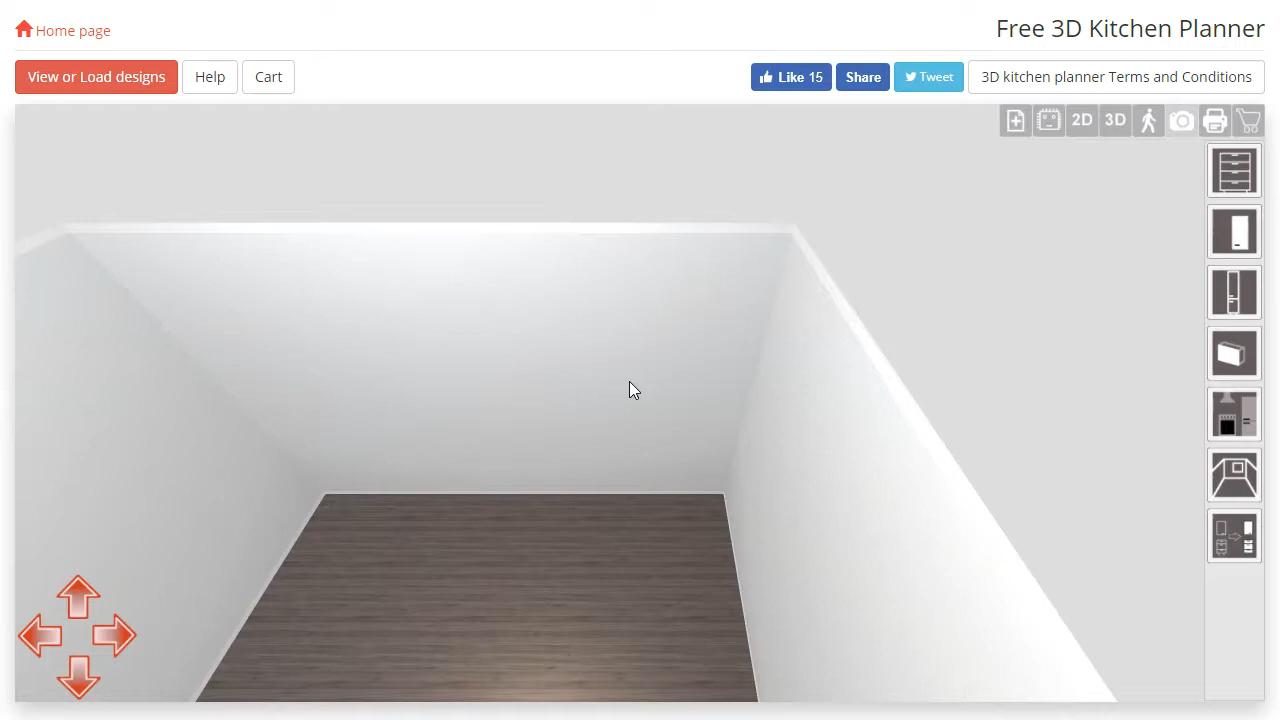 Home page
Free 3D Kitchen Planner
View or Load designs
Help
Cart
Like 15
Share
Tweet
3D kitchen planner Terms and Conditions
2D
3D